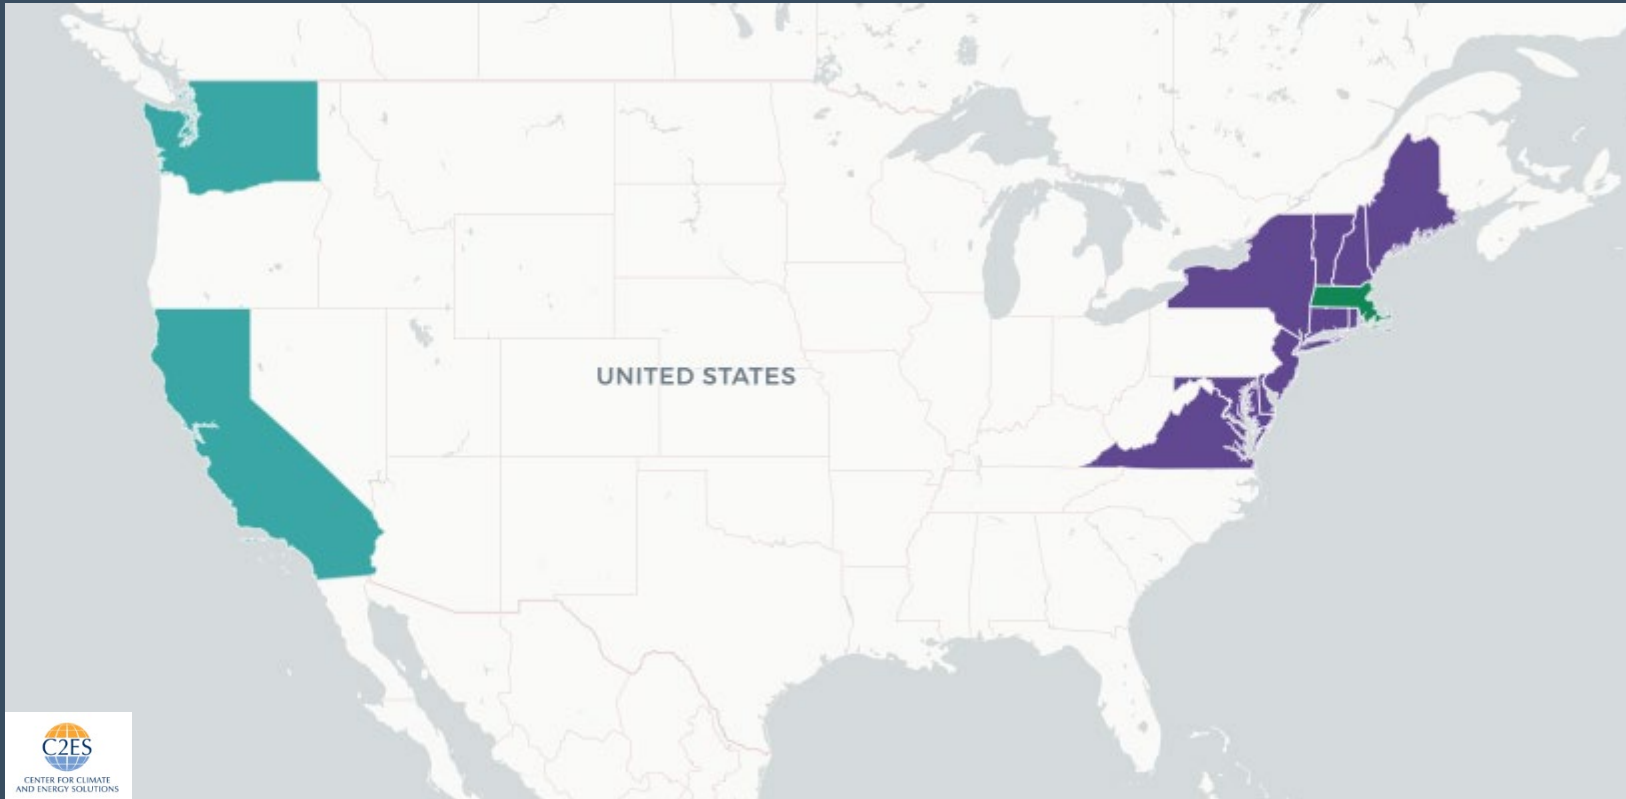 UNITED STATES
C2ES
CENTER FOR CLIMATE
AND ENERGY SOLUTIONS